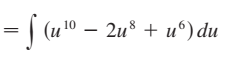 = ∫ (u¹⁰ − 2u⁸ + u⁶) du